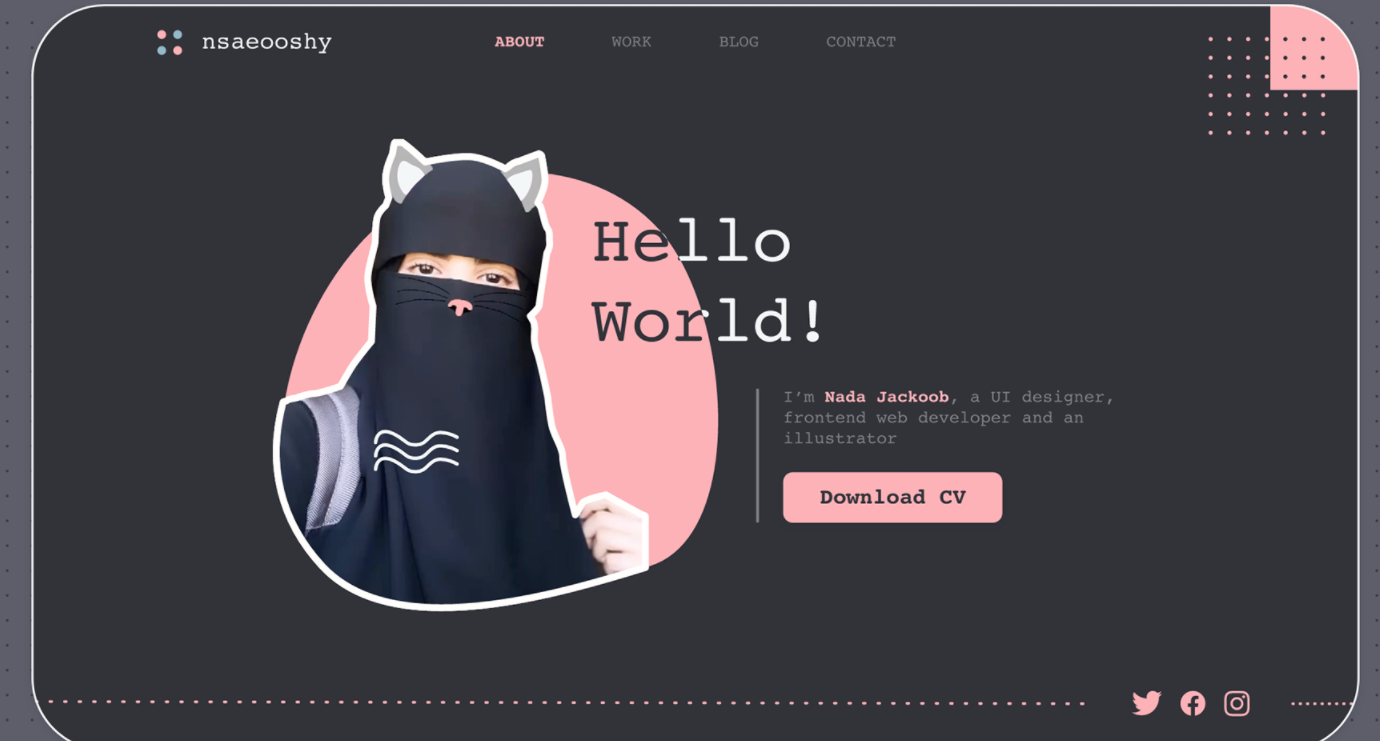 nsaeooshy
ABOUT WORK BLOG CONTACT
Hello
World!
I’m Nada Jackoob, a UI designer,
frontend web developer and an
illustrator
Download CV